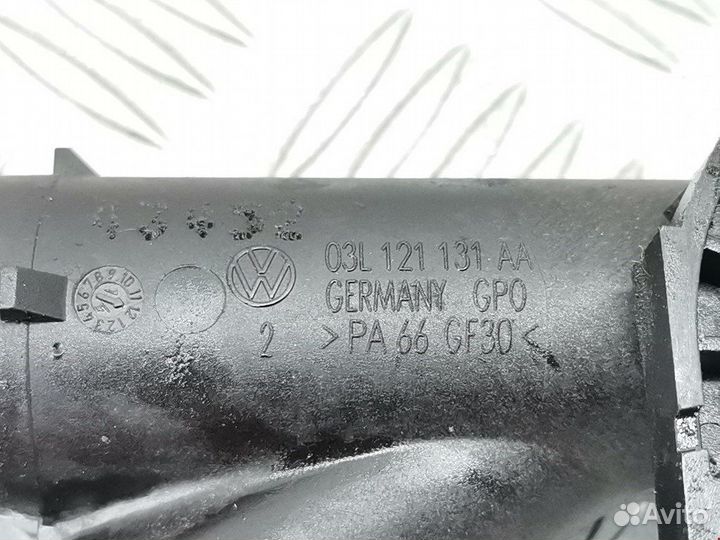 03L 121 131 AA
GERMANY GPO
2 >PA 66 GF30<
Avito